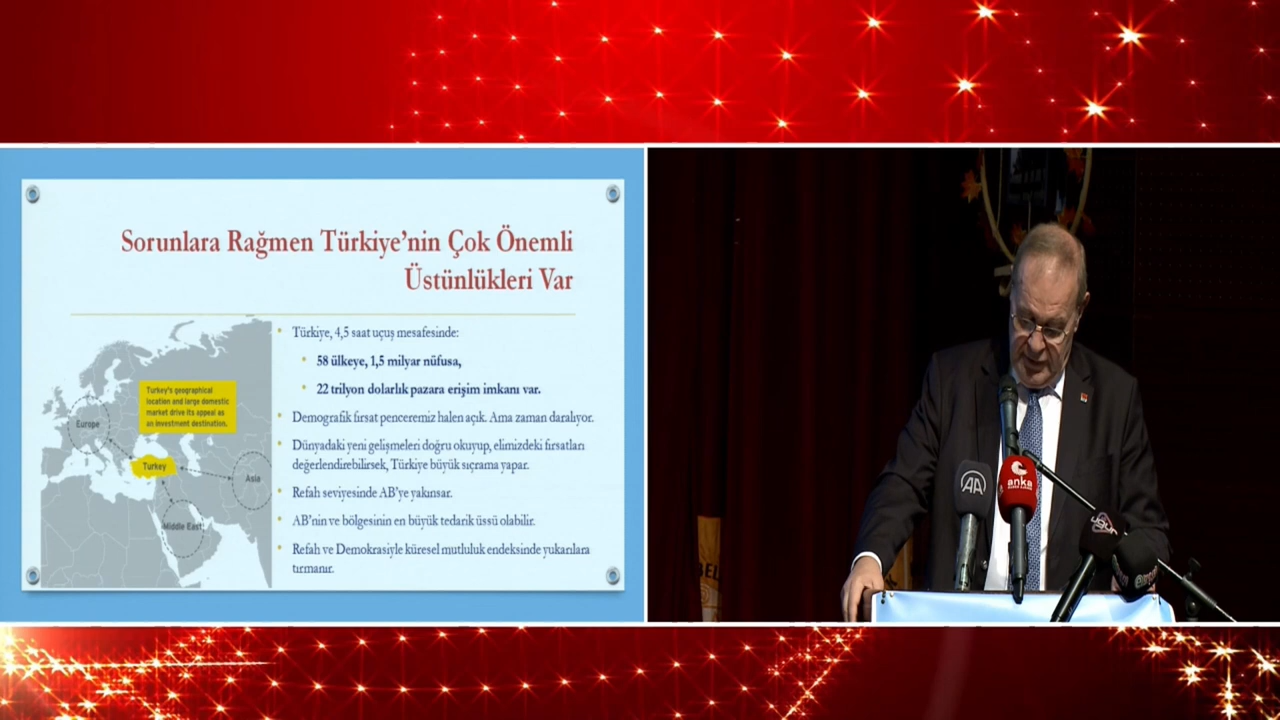 Sorunlara Rağmen Türkiye'nin Çok Önemli
Üstünlükleri Var
Türkiye, 4,5 saat uçuş mesafesinde:
58 ülkeye, 1,5 milyar nüfusa,
22 trilyon dolarlık pazara erişim imkanı var.
Demografik fırsat penceremiz halen açık. Ama zaman daralıyor.
Dünyadaki yeni gelişmeleri doğru okuyup, elimizdeki fırsatları
değerlendirebilirsek, Türkiye büyük sıçrama yapar.
Refah seviyesinde AB'ye yakınsar.
AB'nin ve bölgesinin en büyük tedarik üssü olabilir.
Refah ve Demokrasiyle küresel mutluluk endeksinde yukarılara
tırmanır.
Turkey's geographical
location and large domestic
market drive its appeal as
an investment destination.
Europe
Turkey
Asia
Middle East
AA
anka
BEL